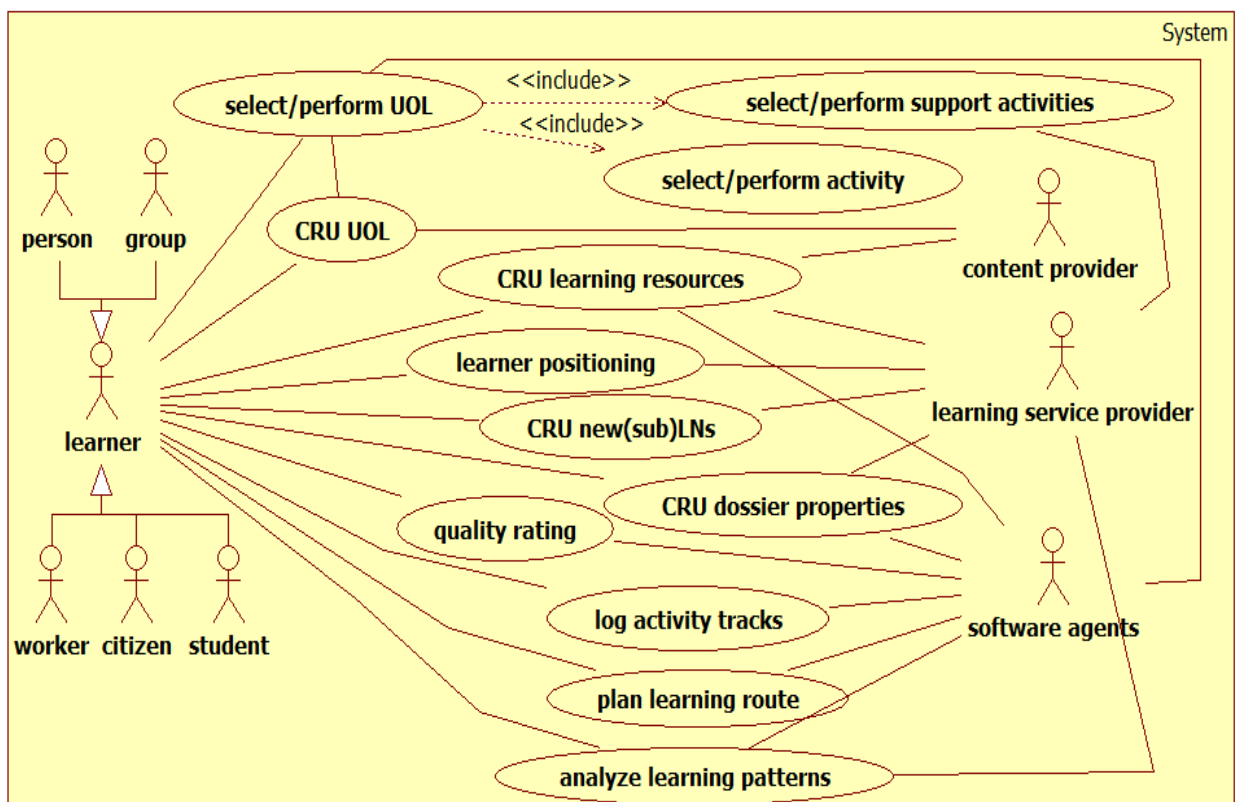 System
<<include>>
select/perform UOL
select/perform support activities
<<include>>
select/perform activity
person
group
CRU UOL
content provider
CRU learning resources
learner positioning
learning service provider
CRU new(sub)LNs
learner
CRU dossier properties
quality rating
log activity tracks
software agents
worker
citizen
student
plan learning route
analyze learning patterns